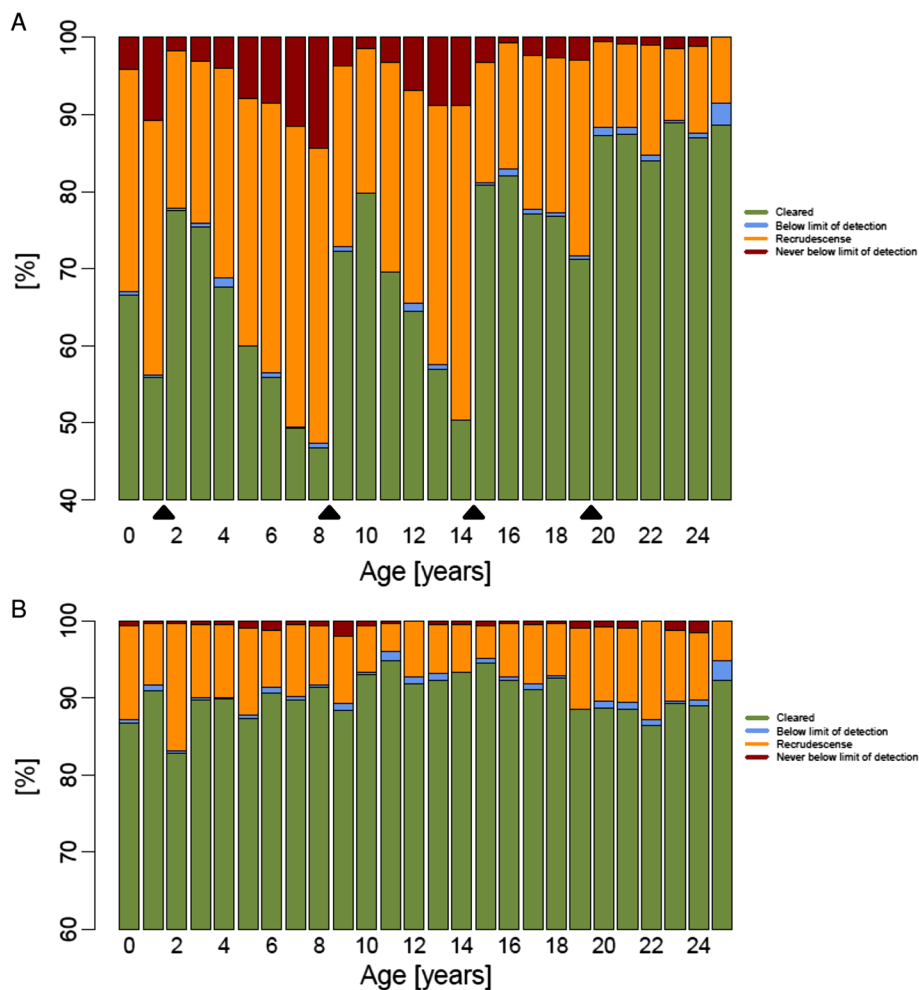 A
100
90
80
70
60
50
40
[%]
0 2 4 6 8 10 12 14 16 18 20 22 24
Age [years]
Cleared
Below limit of detection
Recrudescense
Never below limit of detection
B
100
90
80
70
60
[%]
0 2 4 6 8 10 12 14 16 18 20 22 24
Age [years]
Cleared
Below limit of detection
Recrudescense
Never below limit of detection